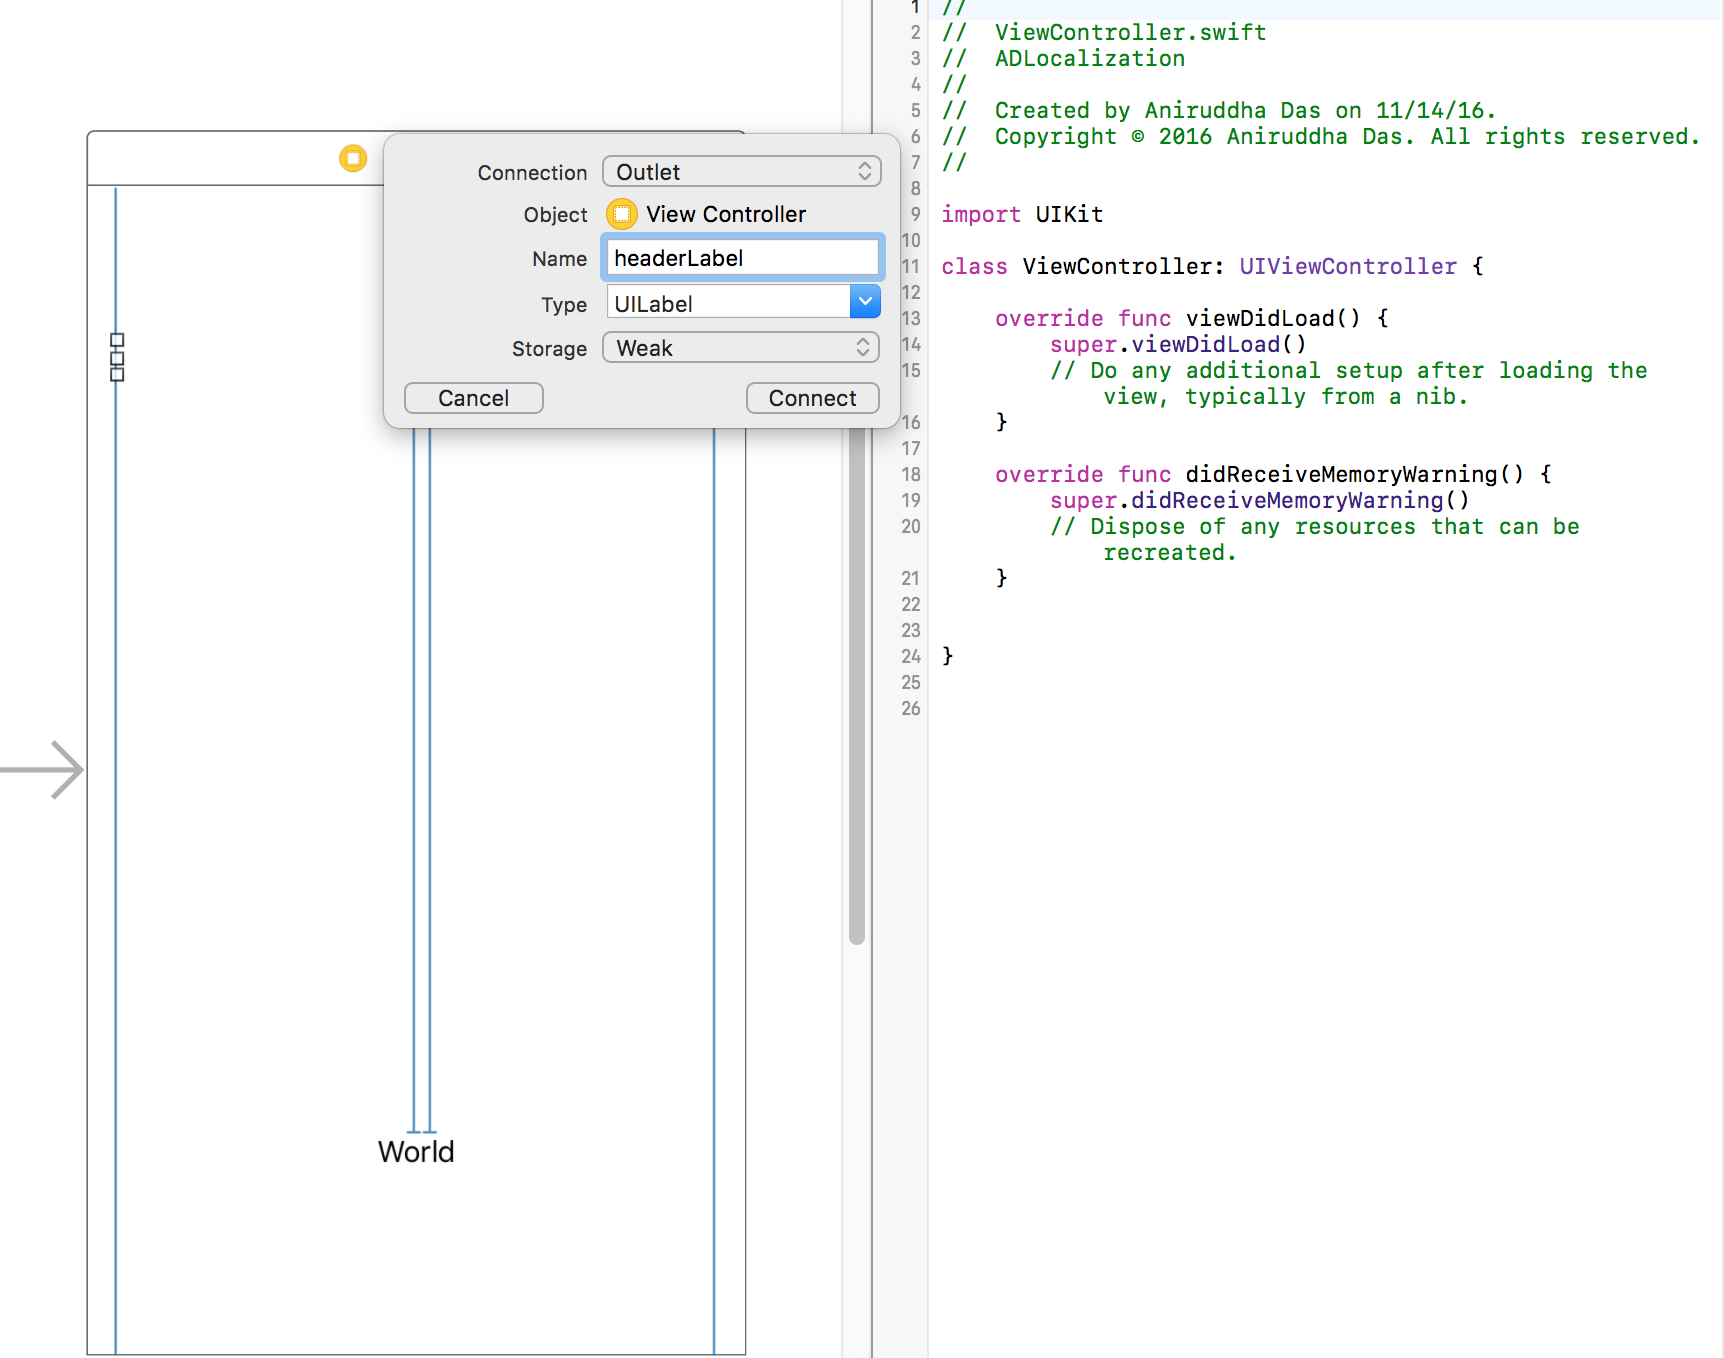 Connection Outlet
Object View Controller
Name headerLabel
Type UILabel
Storage Weak
Cancel Connect
World
1 //
2 //  ViewController.swift
3 //  ADLocalization
4 //
5 //  Created by Aniruddha Das on 11/14/16.
6 //  Copyright © 2016 Aniruddha Das. All rights reserved.
7 //
8
9 import UIKit
10
11 class ViewController: UIViewController {
12
13     override func viewDidLoad() {
14         super.viewDidLoad()
15         // Do any additional setup after loading the
view, typically from a nib.
16     }
17
18     override func didReceiveMemoryWarning() {
19         super.didReceiveMemoryWarning()
20         // Dispose of any resources that can be
recreated.
21     }
22
23
24 }
25
26